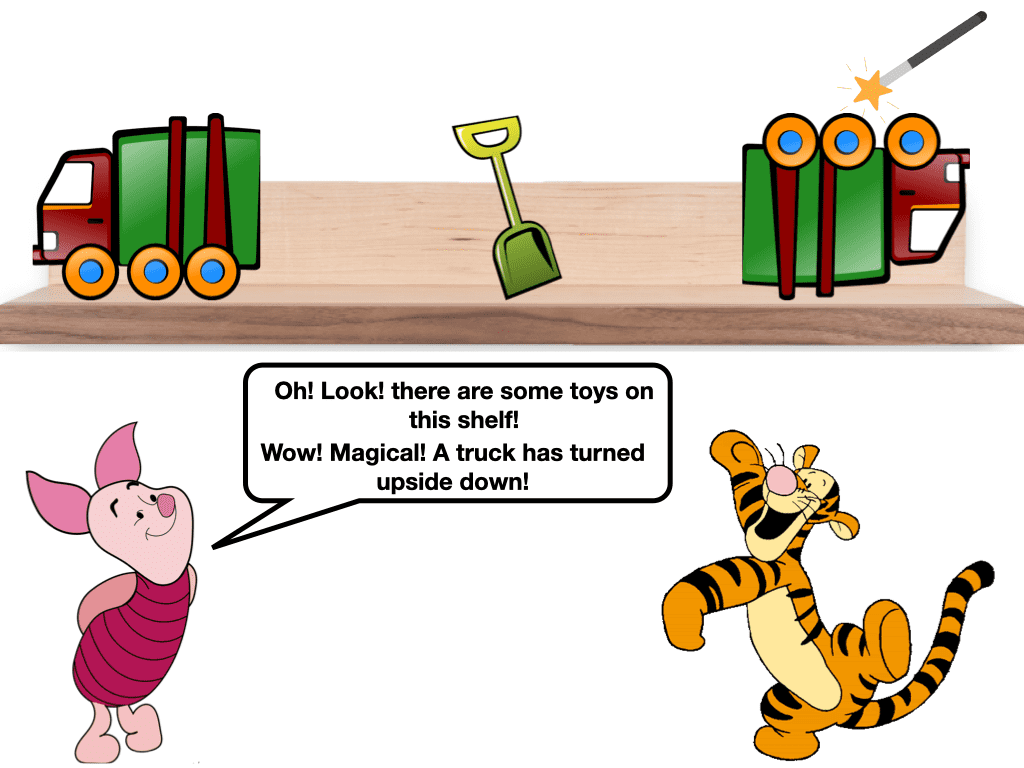 Oh! Look! there are some toys on
this shelf!
Wow! Magical! A truck has turned
upside down!